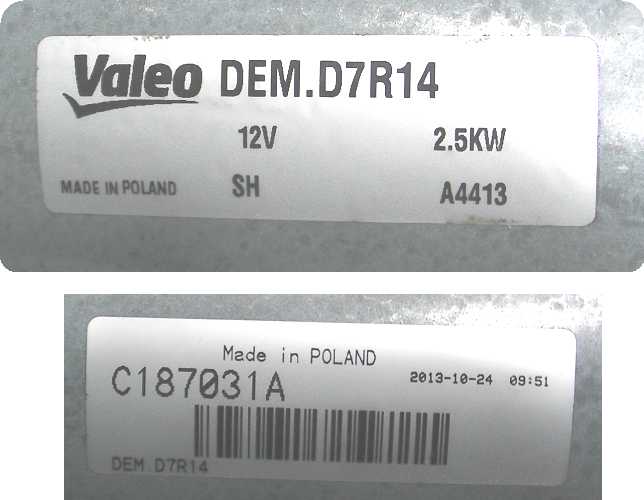 Valeo DEM.D7R14
12V 2.5KW
MADE IN POLAND SH A4413
Made in POLAND
C187031A 2013-10-24 09:51
DEM.D7R14